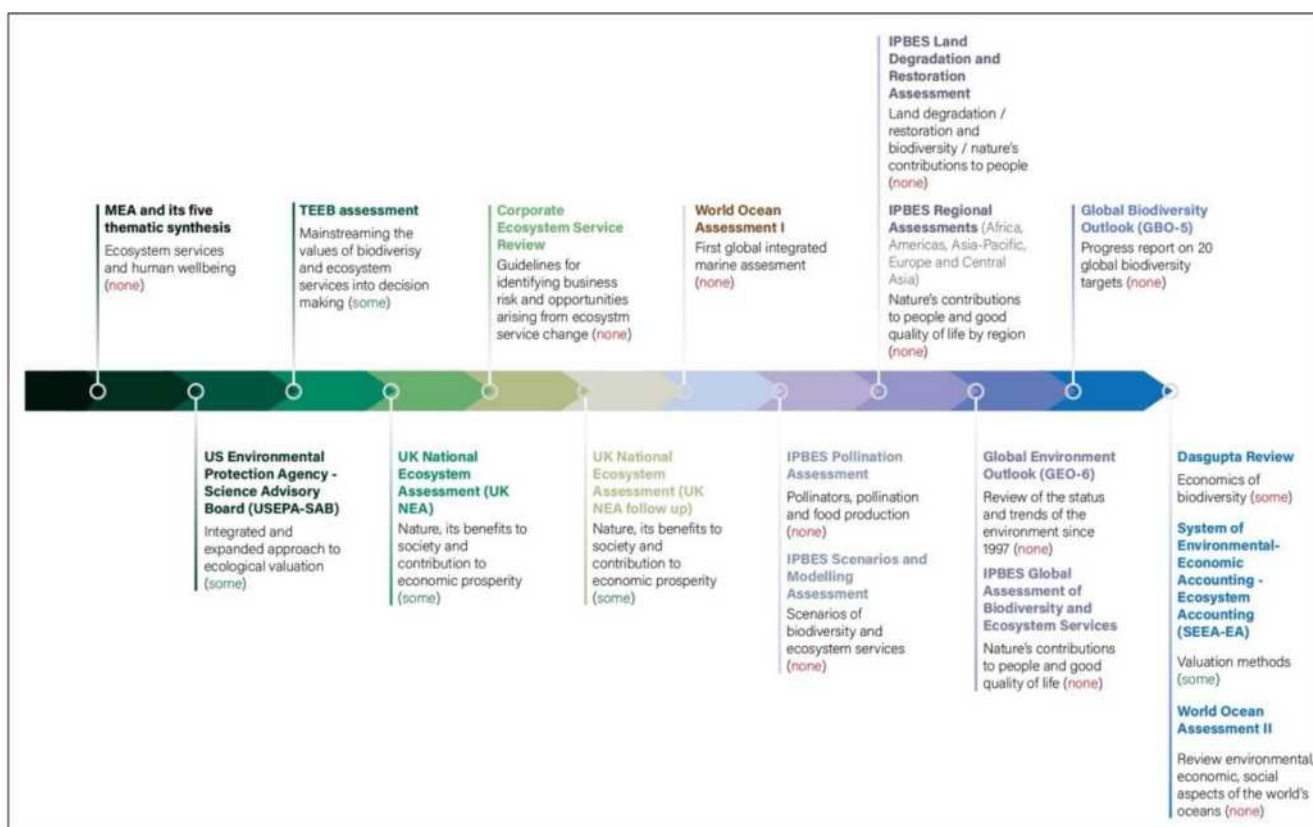 MEA and its five
thematic synthesis
Ecosystem services
and human wellbeing
(none)
US Environmental
Protection Agency -
Science Advisory
Board (USEPA-SAB)
Integrated and
expanded approach to
ecological valuation
(some)
TEEB assessment
Mainstreaming the
values of biodiverisy
and ecosystem
services into decision
making (some)
UK National
Ecosystem
Assessment (UK
NEA)
Nature, its benefits to
society and
contribution to
economic prosperity
(some)
Corporate
Ecosystem Service
Review
Guidelines for
identifying business
risk and opportunities
arising from ecosystm
service change (none)
UK National
Ecosystem
Assessment (UK
NEA follow up)
Nature, its benefits to
society and
contribution to
economic prosperity
(some)
World Ocean
Assessment I
First global integrated
marine assesment
(none)
IPBES Pollination
Assessment
Pollinators, pollination
and food production
(none)
IPBES Scenarios and
Modelling
Assessment
Scenarios of
biodiversity and
ecosystem services
(none)
IPBES Land
Degradation and
Restoration
Assessment
Land degradation /
restoration and
biodiversity / nature's
contributions to people
(none)
IPBES Regional
Assessments (Africa,
Americas, Asia-Pacific,
Europe and Central
Asia)
Nature's contributions
to people and good
quality of life by region
(none)
Global Environment
Outlook (GEO-6)
Review of the status
and trends of the
environment since
1997 (none)
IPBES Global
Assessment of
Biodiversity and
Ecosystem Services
Nature's contributions
to people and good
quality of life (none)
Global Biodiversity
Outlook (GBO-5)
Progress report on 20
global biodiversity
targets (none)
Dasgupta Review
Economics of
biodiversity (some)
System of
Environmental-
Economic
Accounting -
Ecosystem
Accounting
(SEEA-EA)
Valuation methods
(some)
World Ocean
Assessment II
Review environmental,
economic, social
aspects of the world's
oceans (none)